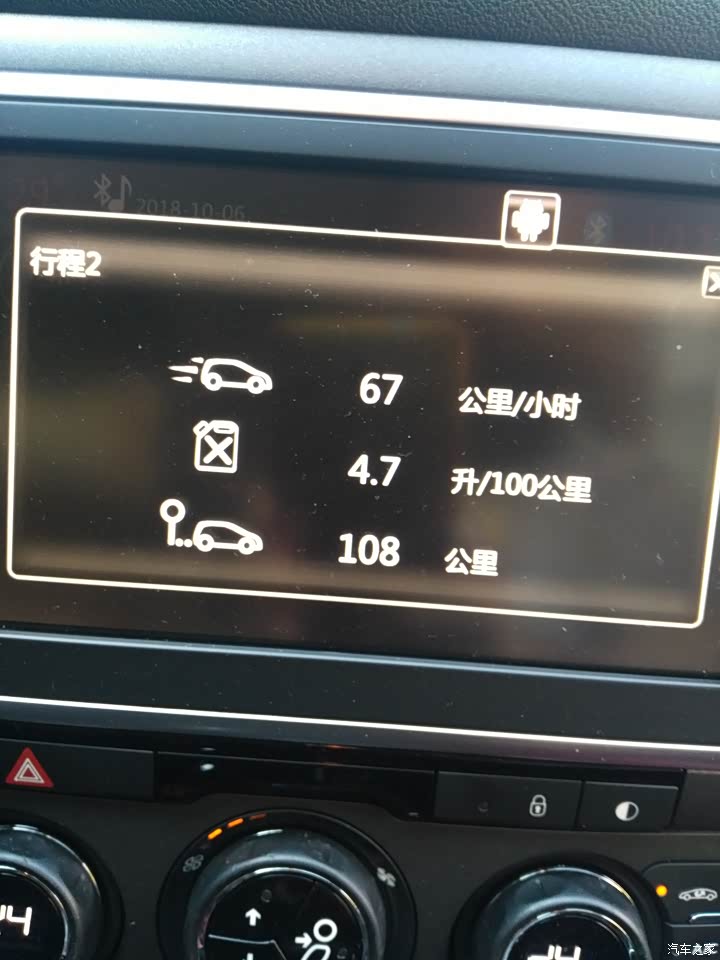 2018-10-06
行程2
67 公里/小时
4.7 升/100公里
108 公里
汽车之家